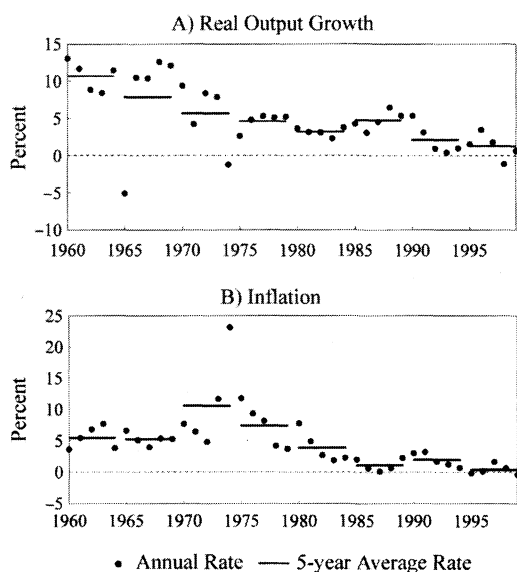 A) Real Output Growth
Percent
15
10
5
0
−5
−10
1960 1965 1970 1975 1980 1985 1990 1995
B) Inflation
Percent
25
20
15
10
5
0
−5
1960 1965 1970 1975 1980 1985 1990 1995
• Annual Rate — 5-year Average Rate